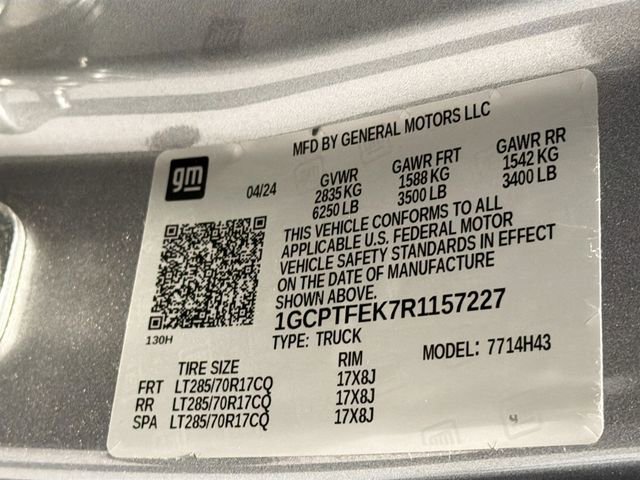 MFD BY GENERAL MOTORS LLC
gm
04/24
GVWR GAWR FRT GAWR RR
2835 KG 1588 KG 1542 KG
6250 LB 3500 LB 3400 LB
THIS VEHICLE CONFORMS TO ALL
APPLICABLE U.S. FEDERAL MOTOR
VEHICLE SAFETY STANDARDS IN EFFECT
ON THE DATE OF MANUFACTURE
SHOWN ABOVE.
130H
1GCPTFEK7R1157227
TYPE: TRUCK MODEL: 7714H43
TIRE SIZE RIM
FRT LT285/70R17CQ 17X8J
RR LT285/70R17CQ 17X8J
SPA LT285/70R17CQ 17X8J